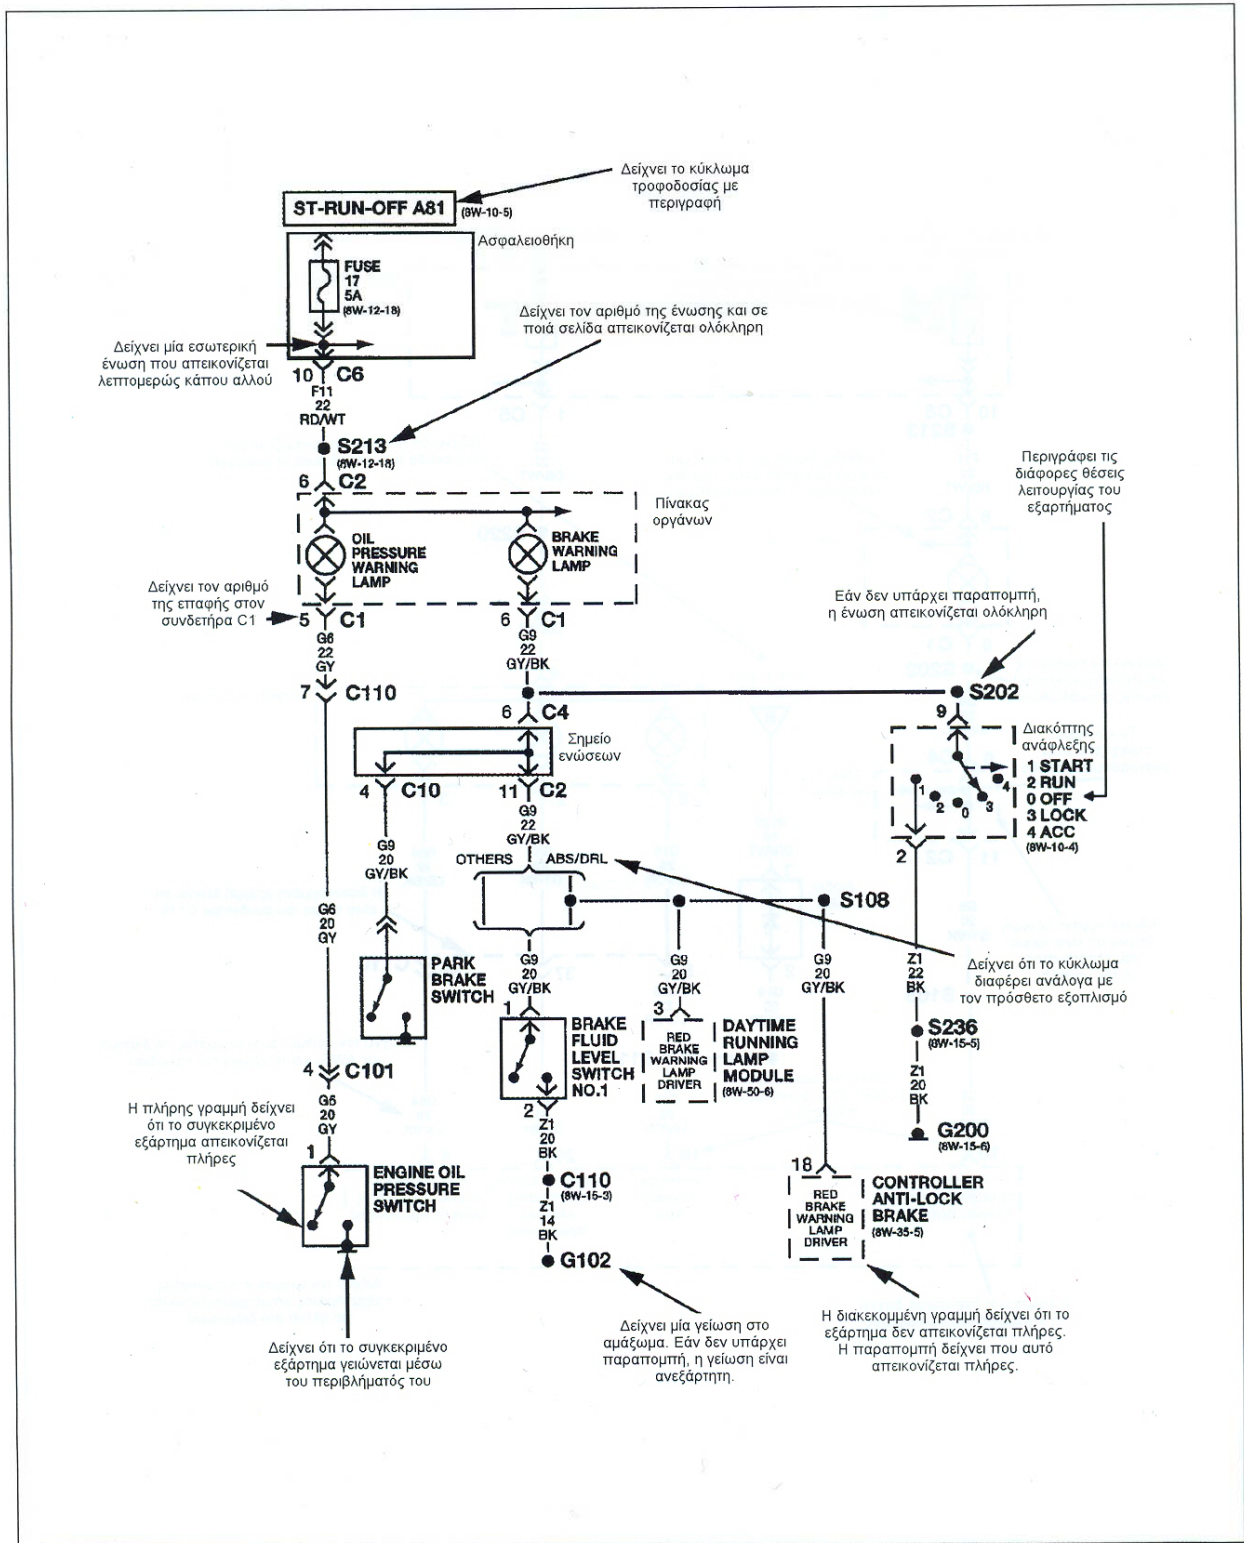 Δείχνει το κύκλωμα
τροφοδοσίας με
περιγραφή
ST-RUN-OFF A81 (8W-10-5)
Ασφαλειοθήκη
FUSE
17
5A
(8W-12-18)
Δείχνει τον αριθμό της ένωσης και σε
ποιά σελίδα απεικονίζεται ολόκληρη
Δείχνει μία εσωτερική
ένωση που απεικονίζεται
λεπτομερώς κάπου αλλού
10 C6
F11
22
RD/WT
S213
(8W-12-18)
6 C2
Περιγράφει τις
διάφορες θέσεις
λειτουργίας του
εξαρτήματος
Πίνακας
οργάνων
OIL
PRESSURE
WARNING
LAMP
BRAKE
WARNING
LAMP
Δείχνει τον αριθμό
της επαφής στον
συνδετήρα C1
5 C1
6 C1
Εάν δεν υπάρχει παραπομπή,
η ένωση απεικονίζεται ολόκληρη
G6
22
GY
G9
22
GY/BK
7 C110
S202
6 C4
9
Σημείο
ενώσεων
Διακόπτης
ανάφλεξης
1 START
2 RUN
0 OFF
3 LOCK
4 ACC
(8W-10-4)
1
2
0
3
4
4 C10
11 C2
2
G9
22
GY/BK
G9
20
GY/BK
OTHERS
ABS/DRL
S108
G6
20
GY
PARK
BRAKE
SWITCH
G9
20
GY/BK
G9
20
GY/BK
G9
20
GY/BK
Z1
22
BK
Δείχνει ότι το κύκλωμα
διαφέρει ανάλογα με
τον πρόσθετο εξοπλισμό
1
BRAKE
FLUID
LEVEL
SWITCH
NO.1
3
RED
BRAKE
WARNING
LAMP
DRIVER
DAYTIME
RUNNING
LAMP
MODULE
(8W-50-6)
S236
(8W-15-5)
4 C101
Z1
20
BK
G6
20
GY
Η πλήρης γραμμή δείχνει
ότι το συγκεκριμένο
εξάρτημα απεικονίζεται
πλήρες
2
Z1
20
BK
G200
(8W-15-6)
1
ENGINE OIL
PRESSURE
SWITCH
C110
(8W-15-3)
Z1
14
BK
G102
18
RED
BRAKE
WARNING
LAMP
DRIVER
CONTROLLER
ANTI-LOCK
BRAKE
(8W-35-5)
Δείχνει ότι το συγκεκριμένο
εξάρτημα γειώνεται μέσω
του περιβλήματός του
Δείχνει μία γείωση στο
αμάξωμα. Εάν δεν υπάρχει
παραπομπή, η γείωση είναι
ανεξάρτητη.
Η διακεκομμένη γραμμή δείχνει ότι το
εξάρτημα δεν απεικονίζεται πλήρες.
Η παραπομπή δείχνει που αυτό
απεικονίζεται πλήρες.